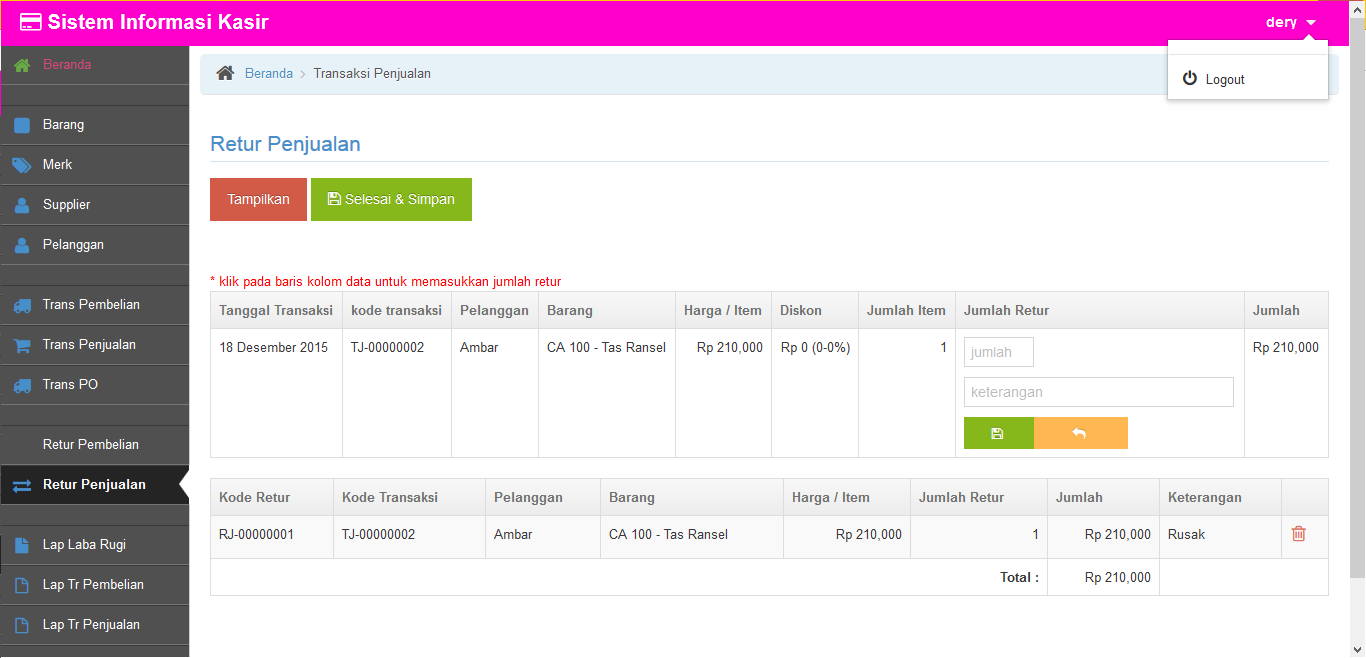 Sistem Informasi Kasir
dery
Logout
Beranda
Barang
Merk
Supplier
Pelanggan
Trans Pembelian
Trans Penjualan
Trans PO
Retur Pembelian
Retur Penjualan
Lap Laba Rugi
Lap Tr Pembelian
Lap Tr Penjualan
Beranda > Transaksi Penjualan
Retur Penjualan
Tampilkan Selesai & Simpan
* klik pada baris kolom data untuk memasukkan jumlah retur
Tanggal Transaksi kode transaksi Pelanggan Barang Harga / Item Diskon Jumlah Item Jumlah Retur Jumlah
18 Desember 2015 TJ-00000002 Ambar CA 100 - Tas Ransel Rp 210,000 Rp 0 (0-0%) 1 jumlah Rp 210,000
keterangan
Kode Retur Kode Transaksi Pelanggan Barang Harga / Item Jumlah Retur Jumlah Keterangan
RJ-00000001 TJ-00000002 Ambar CA 100 - Tas Ransel Rp 210,000 1 Rp 210,000 Rusak
Total : Rp 210,000